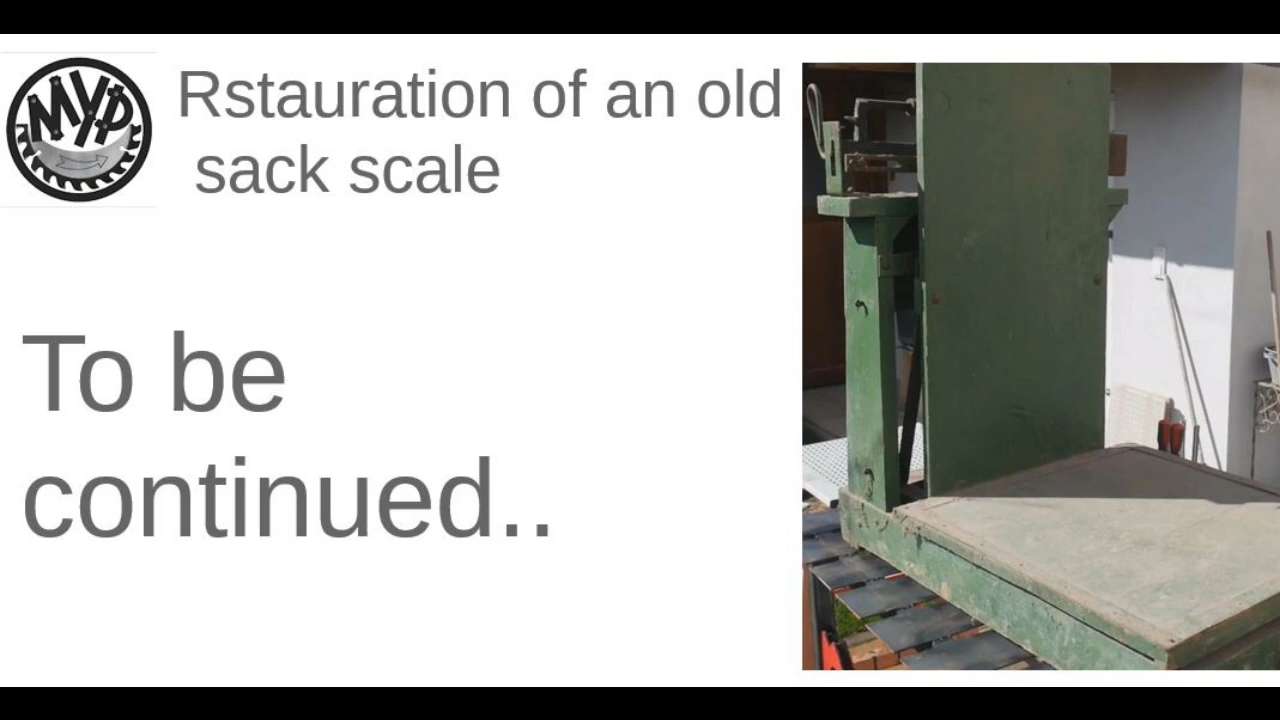 MYP
Rstauration of an old
sack scale
To be
continued..